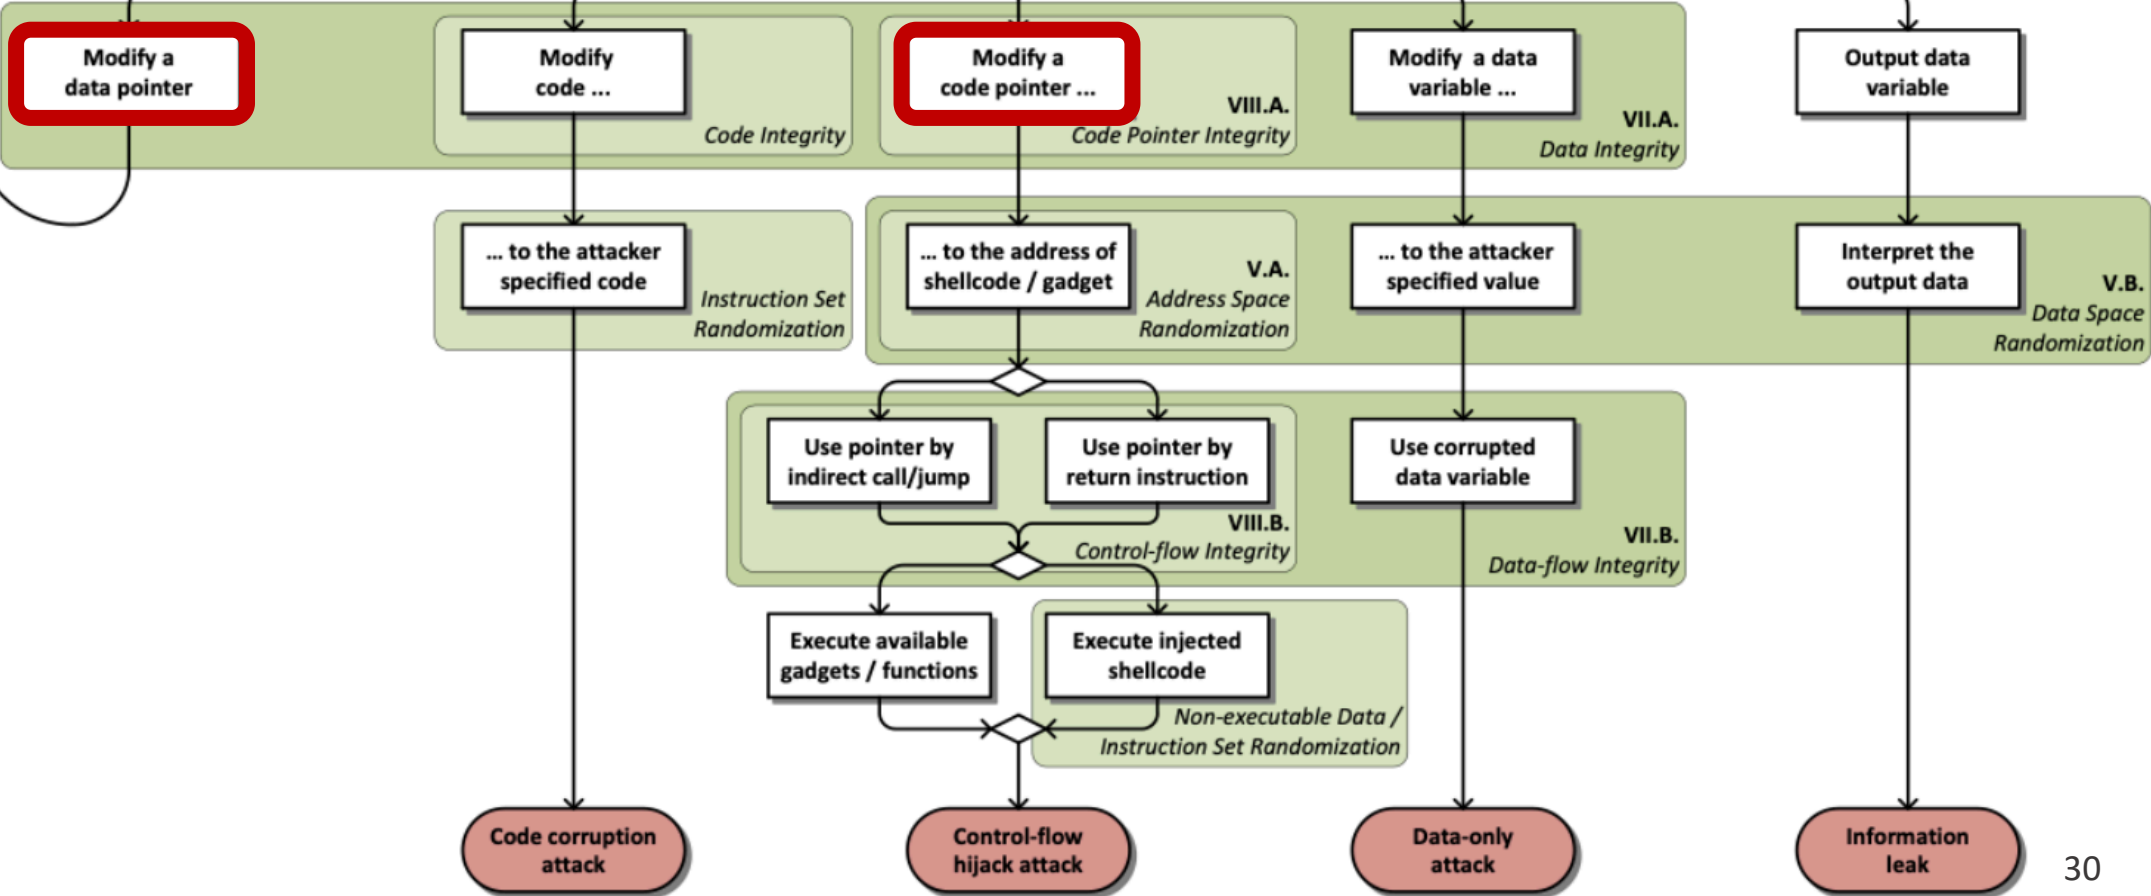 Modify a
data pointer
Modify
code ...
Code Integrity
Modify a
code pointer ...
VIII.A.
Code Pointer Integrity
Modify  a data
variable ...
VII.A.
Data Integrity
Output data
variable
... to the attacker
specified code
Instruction Set
Randomization
... to the address of
shellcode / gadget
V.A.
Address Space
Randomization
... to the attacker
specified value
Interpret the
output data
V.B.
Data Space
Randomization
Use pointer by
indirect call/jump
Use pointer by
return instruction
VIII.B.
Control-flow Integrity
Use corrupted
data variable
VII.B.
Data-flow Integrity
Execute available
gadgets / functions
Execute injected
shellcode
Non-executable Data /
Instruction Set Randomization
Code corruption
attack
Control-flow
hijack attack
Data-only
attack
Information
leak
30